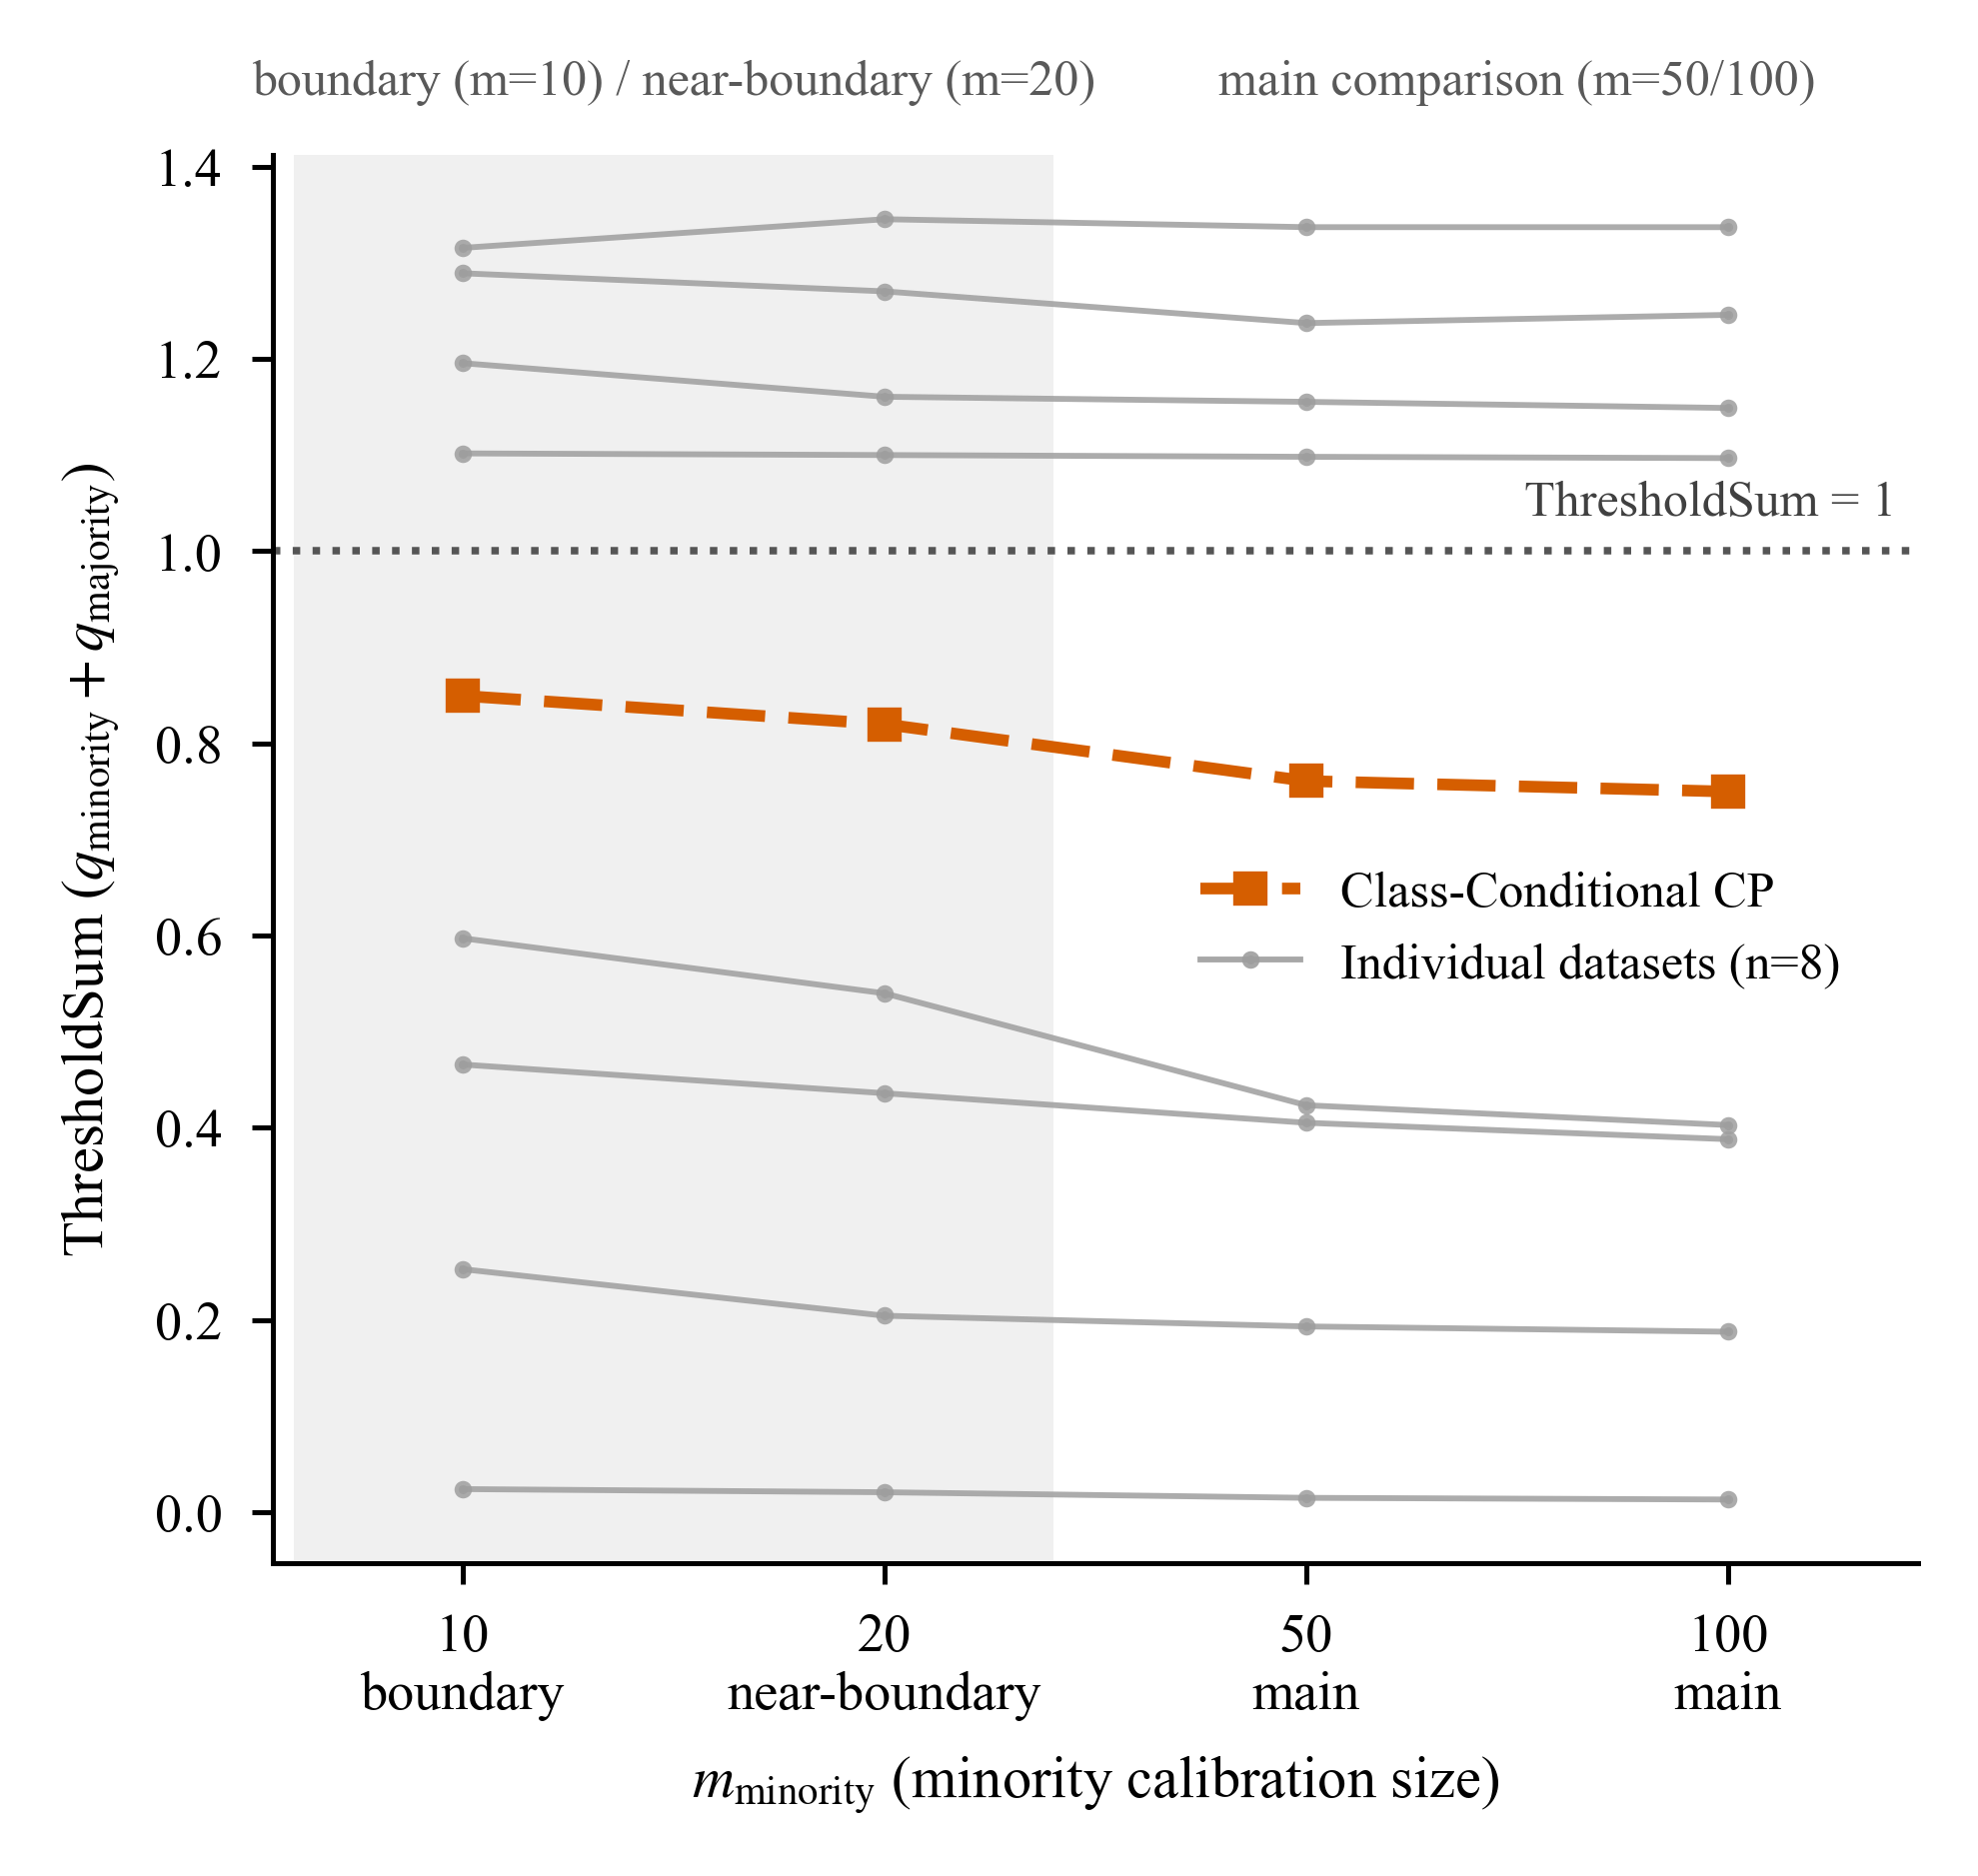 boundary (m=10) / near-boundary (m=20)
main comparison (m=50/100)
1.4
1.2
1.0
0.8
0.6
0.4
0.2
0.0
ThresholdSum (q_minority + q_majority)
ThresholdSum = 1
Class-Conditional CP
Individual datasets (n=8)
10
boundary
20
near-boundary
50
main
100
main
m_minority (minority calibration size)